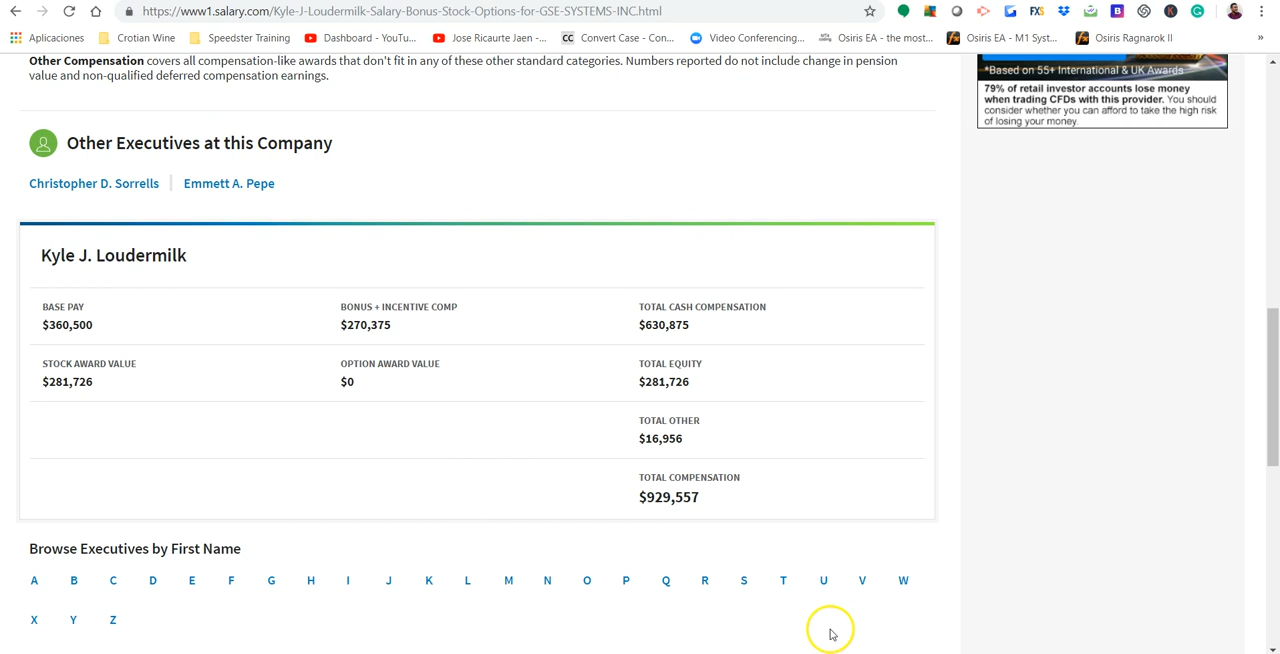 https://www1.salary.com/Kyle-J-Loudermilk-Salary-Bonus-Stock-Options-for-GSE-SYSTEMS-INC.html
FXS
B
K
G
Aplicaciones
Crotian Wine
Speedster Training
Dashboard - YouTu...
Jose Ricaurte Jaen -...
CC Convert Case - Con...
Video Conferencing...
Osiris EA - the most...
fx Osiris EA - M1 Syst...
fx Osiris Ragnarok II
»
Other Compensation covers all compensation-like awards that don't fit in any of these other standard categories. Numbers reported do not include change in pension
value and non-qualified deferred compensation earnings.
*Based on 55+ International & UK Awards
79% of retail investor accounts lose money
when trading CFDs with this provider. You should
consider whether you can afford to take the high risk
of losing your money.
Other Executives at this Company
Christopher D. Sorrells
Emmett A. Pepe
Kyle J. Loudermilk
BASE PAY
$360,500
BONUS + INCENTIVE COMP
$270,375
TOTAL CASH COMPENSATION
$630,875
STOCK AWARD VALUE
$281,726
OPTION AWARD VALUE
$0
TOTAL EQUITY
$281,726
TOTAL OTHER
$16,956
TOTAL COMPENSATION
$929,557
Browse Executives by First Name
A B C D E F G H I J K L M N O P Q R S T U V W
X Y Z